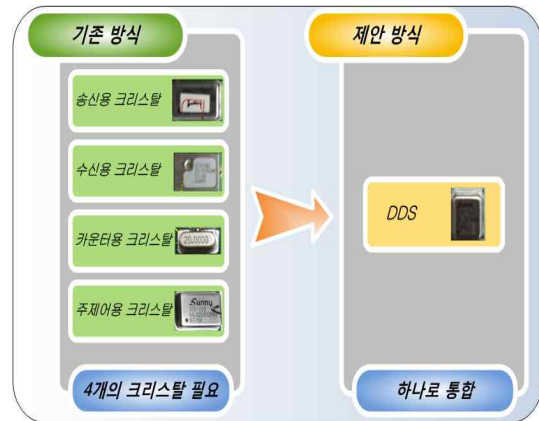 기존 방식
송신용 크리스탈
수신용 크리스탈
카운터용 크리스탈
20.0000
주제어용 크리스탈
Sunny
4개의 크리스탈 필요
제안 방식
DDS
하나로 통합